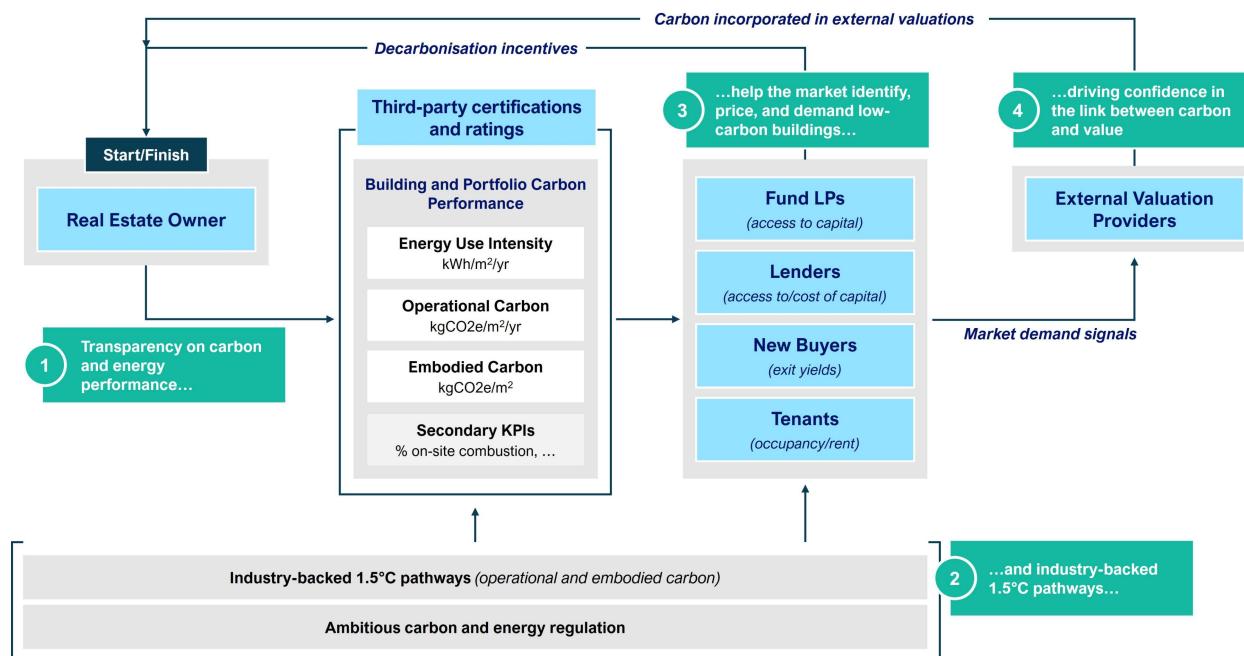 Carbon incorporated in external valuations
Decarbonisation incentives
Start/Finish
Real Estate Owner
1
Transparency on carbon
and energy
performance…
Third-party certifications
and ratings
Building and Portfolio Carbon
Performance
Energy Use Intensity
kWh/m²/yr
Operational Carbon
kgCO2e/m²/yr
Embodied Carbon
kgCO2e/m²
Secondary KPIs
% on-site combustion, …
3
…help the market identify,
price, and demand low-
carbon buildings…
Fund LPs
(access to capital)
Lenders
(access to/cost of capital)
New Buyers
(exit yields)
Tenants
(occupancy/rent)
4
…driving confidence in
the link between carbon
and value
External Valuation
Providers
Market demand signals
Industry-backed 1.5°C pathways (operational and embodied carbon)
Ambitious carbon and energy regulation
2
…and industry-backed
1.5°C pathways…